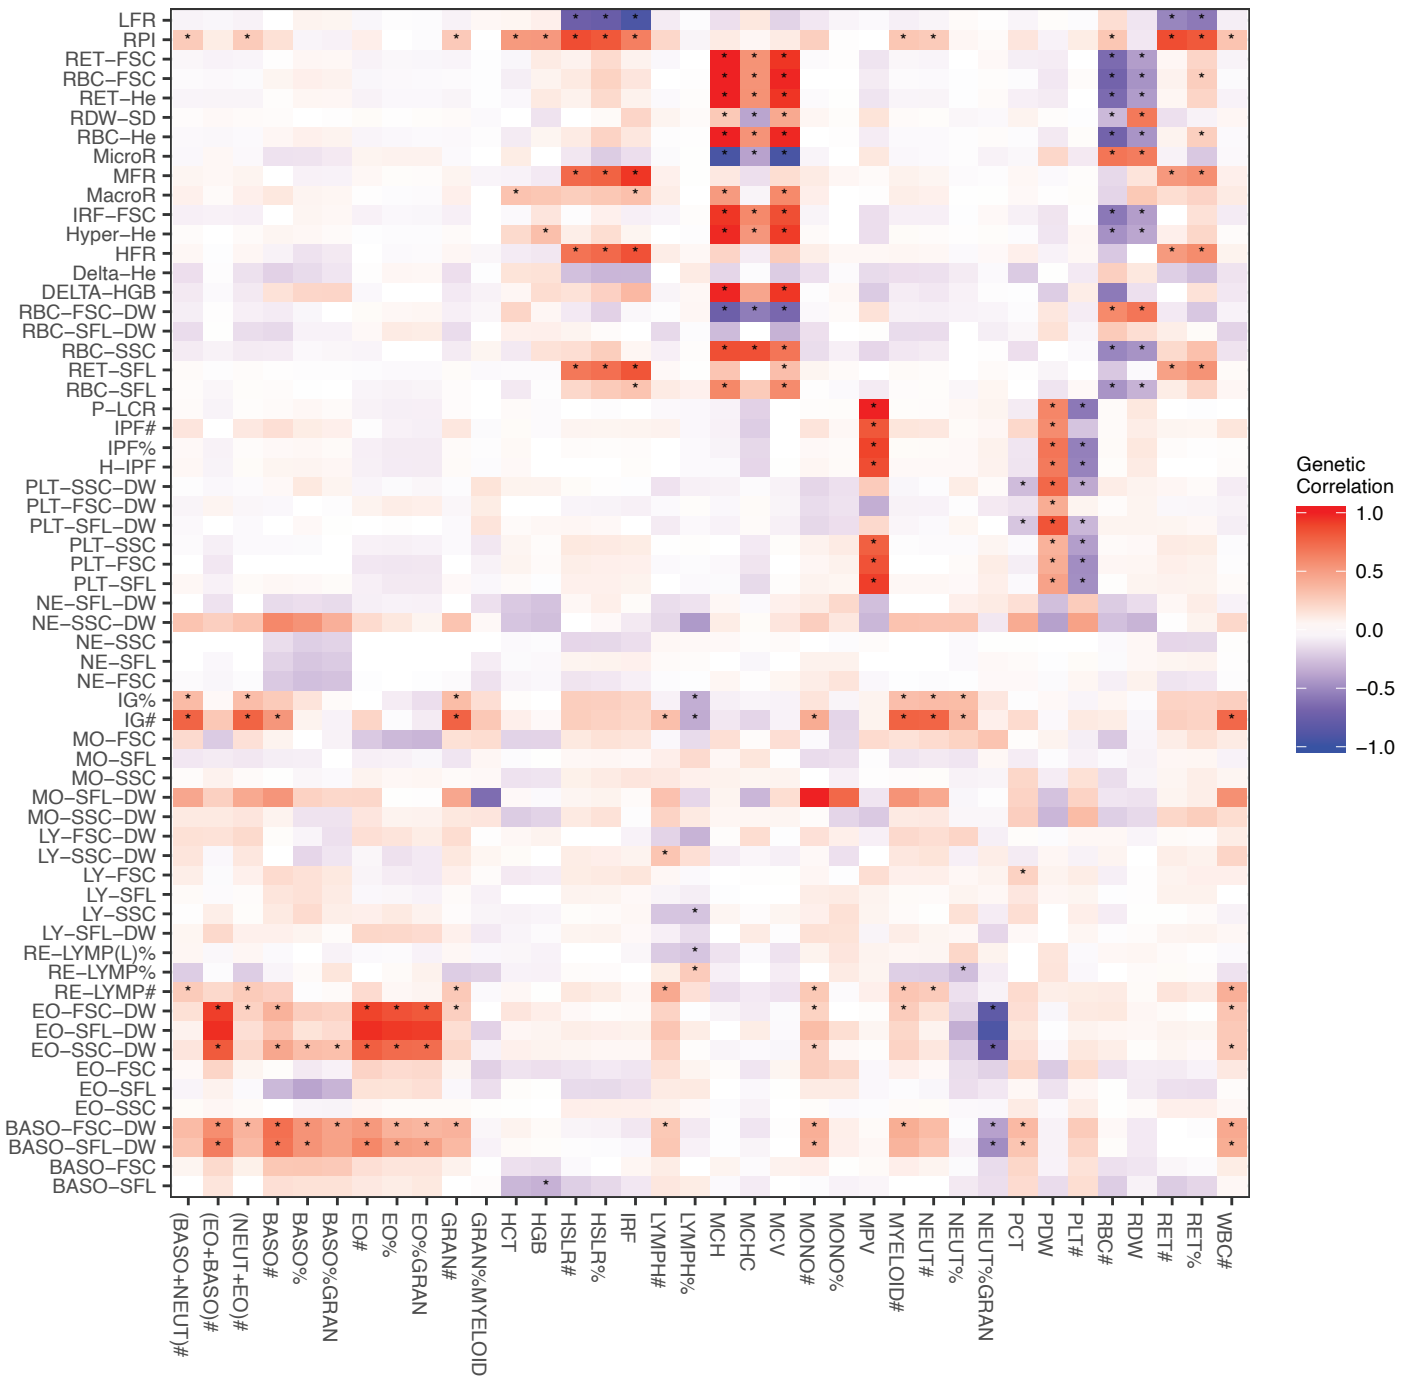 LFR
RPI
RET−FSC
RBC−FSC
RET−He
RDW−SD
RBC−He
MicroR
MFR
MacroR
IRF−FSC
Hyper−He
HFR
Delta−He
DELTA−HGB
RBC−FSC−DW
RBC−SFL−DW
RBC−SSC
RET−SFL
RBC−SFL
P−LCR
IPF#
IPF%
H−IPF
PLT−SSC−DW
PLT−FSC−DW
PLT−SFL−DW
PLT−SSC
PLT−FSC
PLT−SFL
NE−SFL−DW
NE−SSC−DW
NE−SSC
NE−SFL
NE−FSC
IG%
IG#
MO−FSC
MO−SFL
MO−SSC
MO−SFL−DW
MO−SSC−DW
LY−FSC−DW
LY−SSC−DW
LY−FSC
LY−SFL
LY−SSC
LY−SFL−DW
RE−LYMP(L)%
RE−LYMP%
RE−LYMP#
EO−FSC−DW
EO−SFL−DW
EO−SSC−DW
EO−FSC
EO−SFL
EO−SSC
BASO−FSC−DW
BASO−SFL−DW
BASO−FSC
BASO−SFL
(BASO+NEUT)#
(EO+BASO)#
(NEUT+EO)#
BASO#
BASO%
BASO%GRAN
EO#
EO%
EO%GRAN
GRAN#
GRAN%MYELOID
HCT
HGB
HSLR#
HSLR%
IRF
LYMPH#
LYMPH%
MCH
MCHC
MCV
MONO#
MONO%
MPV
MYELOID#
NEUT#
NEUT%
NEUT%GRAN
PCT
PDW
PLT#
RBC#
RDW
RET#
RET%
WBC#
Genetic
Correlation
1.0
0.5
0.0
−0.5
−1.0